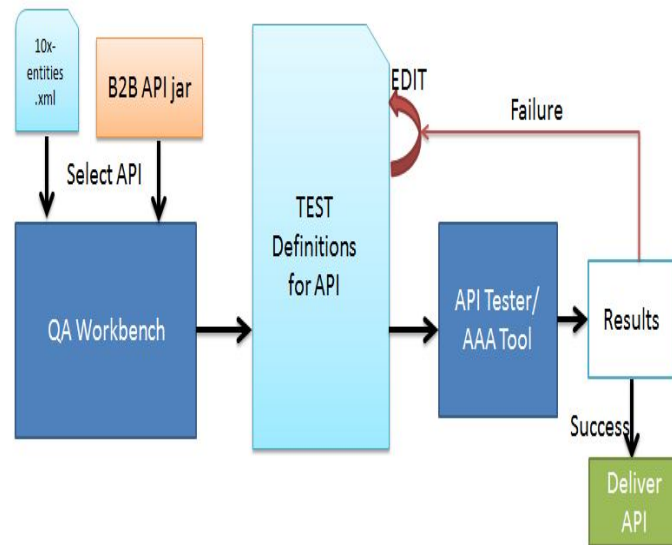 10x-
entities
.xml
B2B API jar
Select API
QA Workbench
TEST
Definitions
for API
EDIT
Failure
API Tester/
AAA Tool
Results
Success
Deliver
API